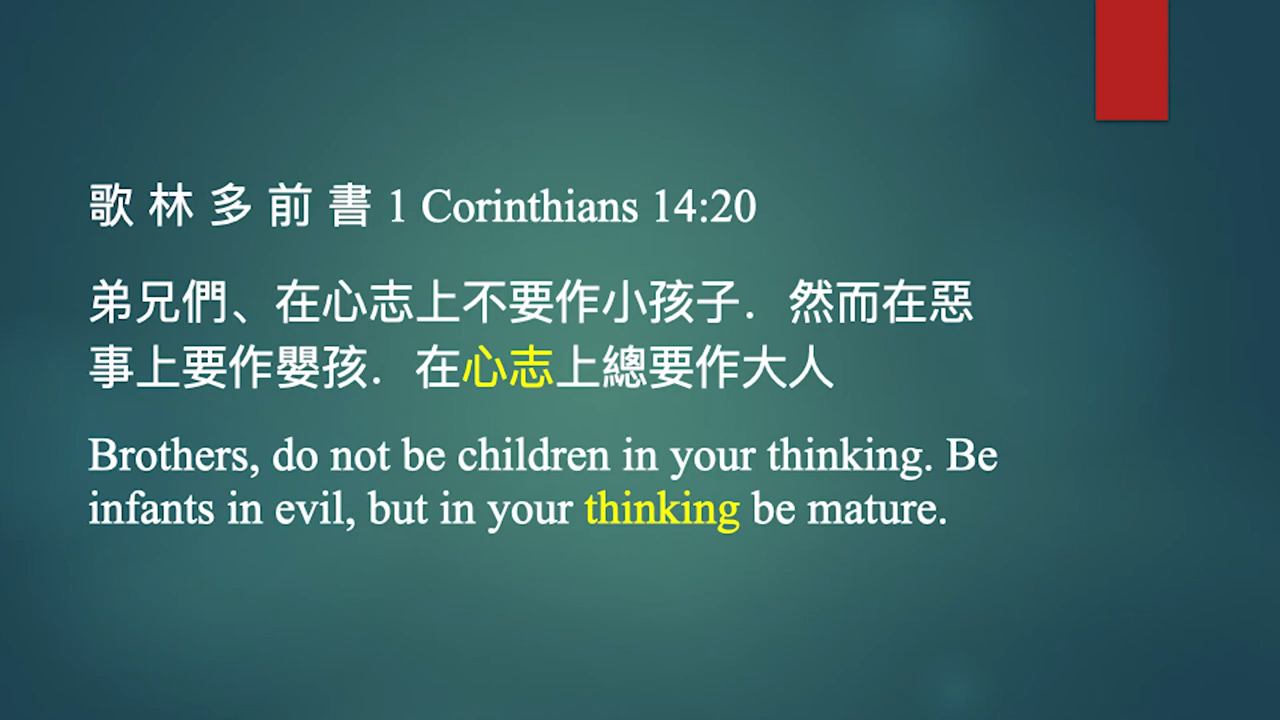 歌 林 多 前 書 1 Corinthians 14:20
弟兄們、在心志上不要作小孩子．然而在惡
事上要作嬰孩．在心志上總要作大人
Brothers, do not be children in your thinking. Be
infants in evil, but in your thinking be mature.